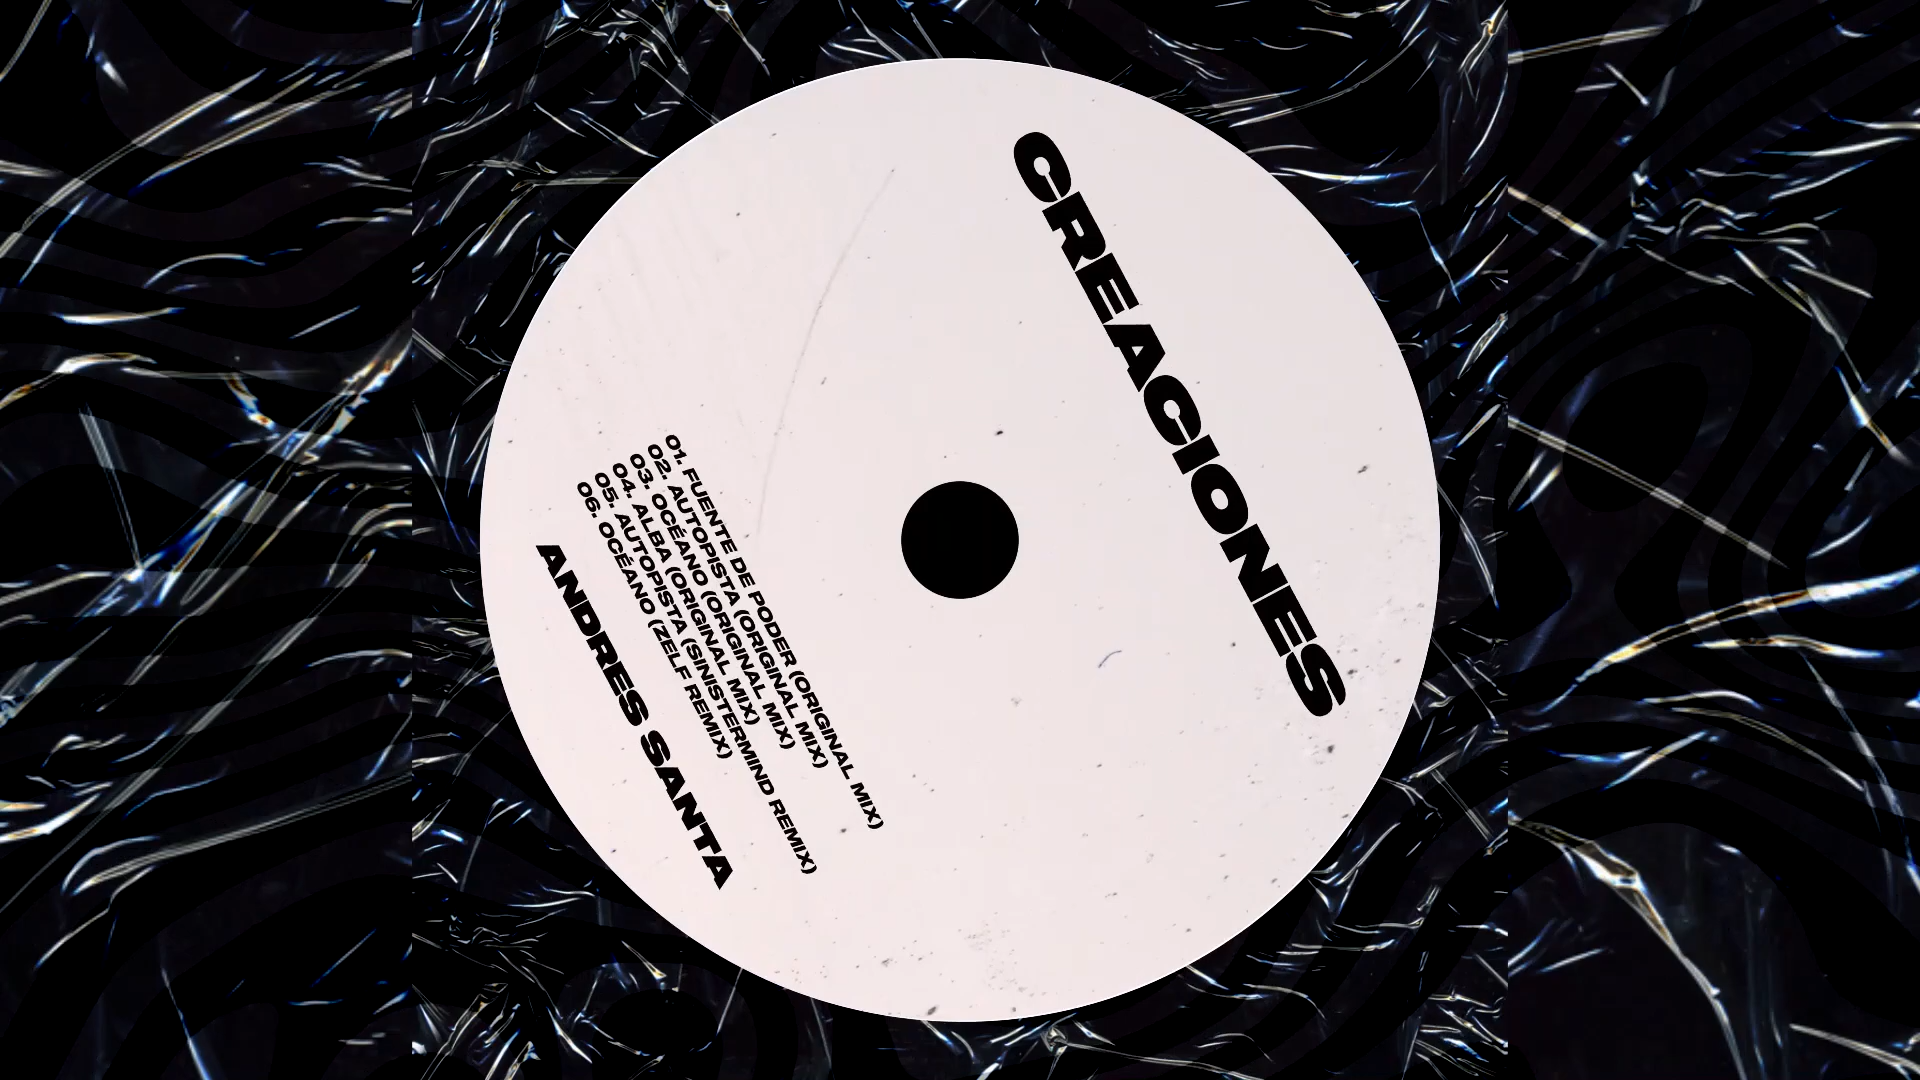 CREACIONES
01. FUENTE DE PODER (ORIGINAL MIX)
02. AUTOPISTA (ORIGINAL MIX)
03. OCÉANO (ORIGINAL MIX)
04. ALBA (ORIGINAL MIX)
05. AUTOPISTA (SINISTERMIND REMIX)
06. OCÉANO (ZELF REMIX)
ANDRES SANTA